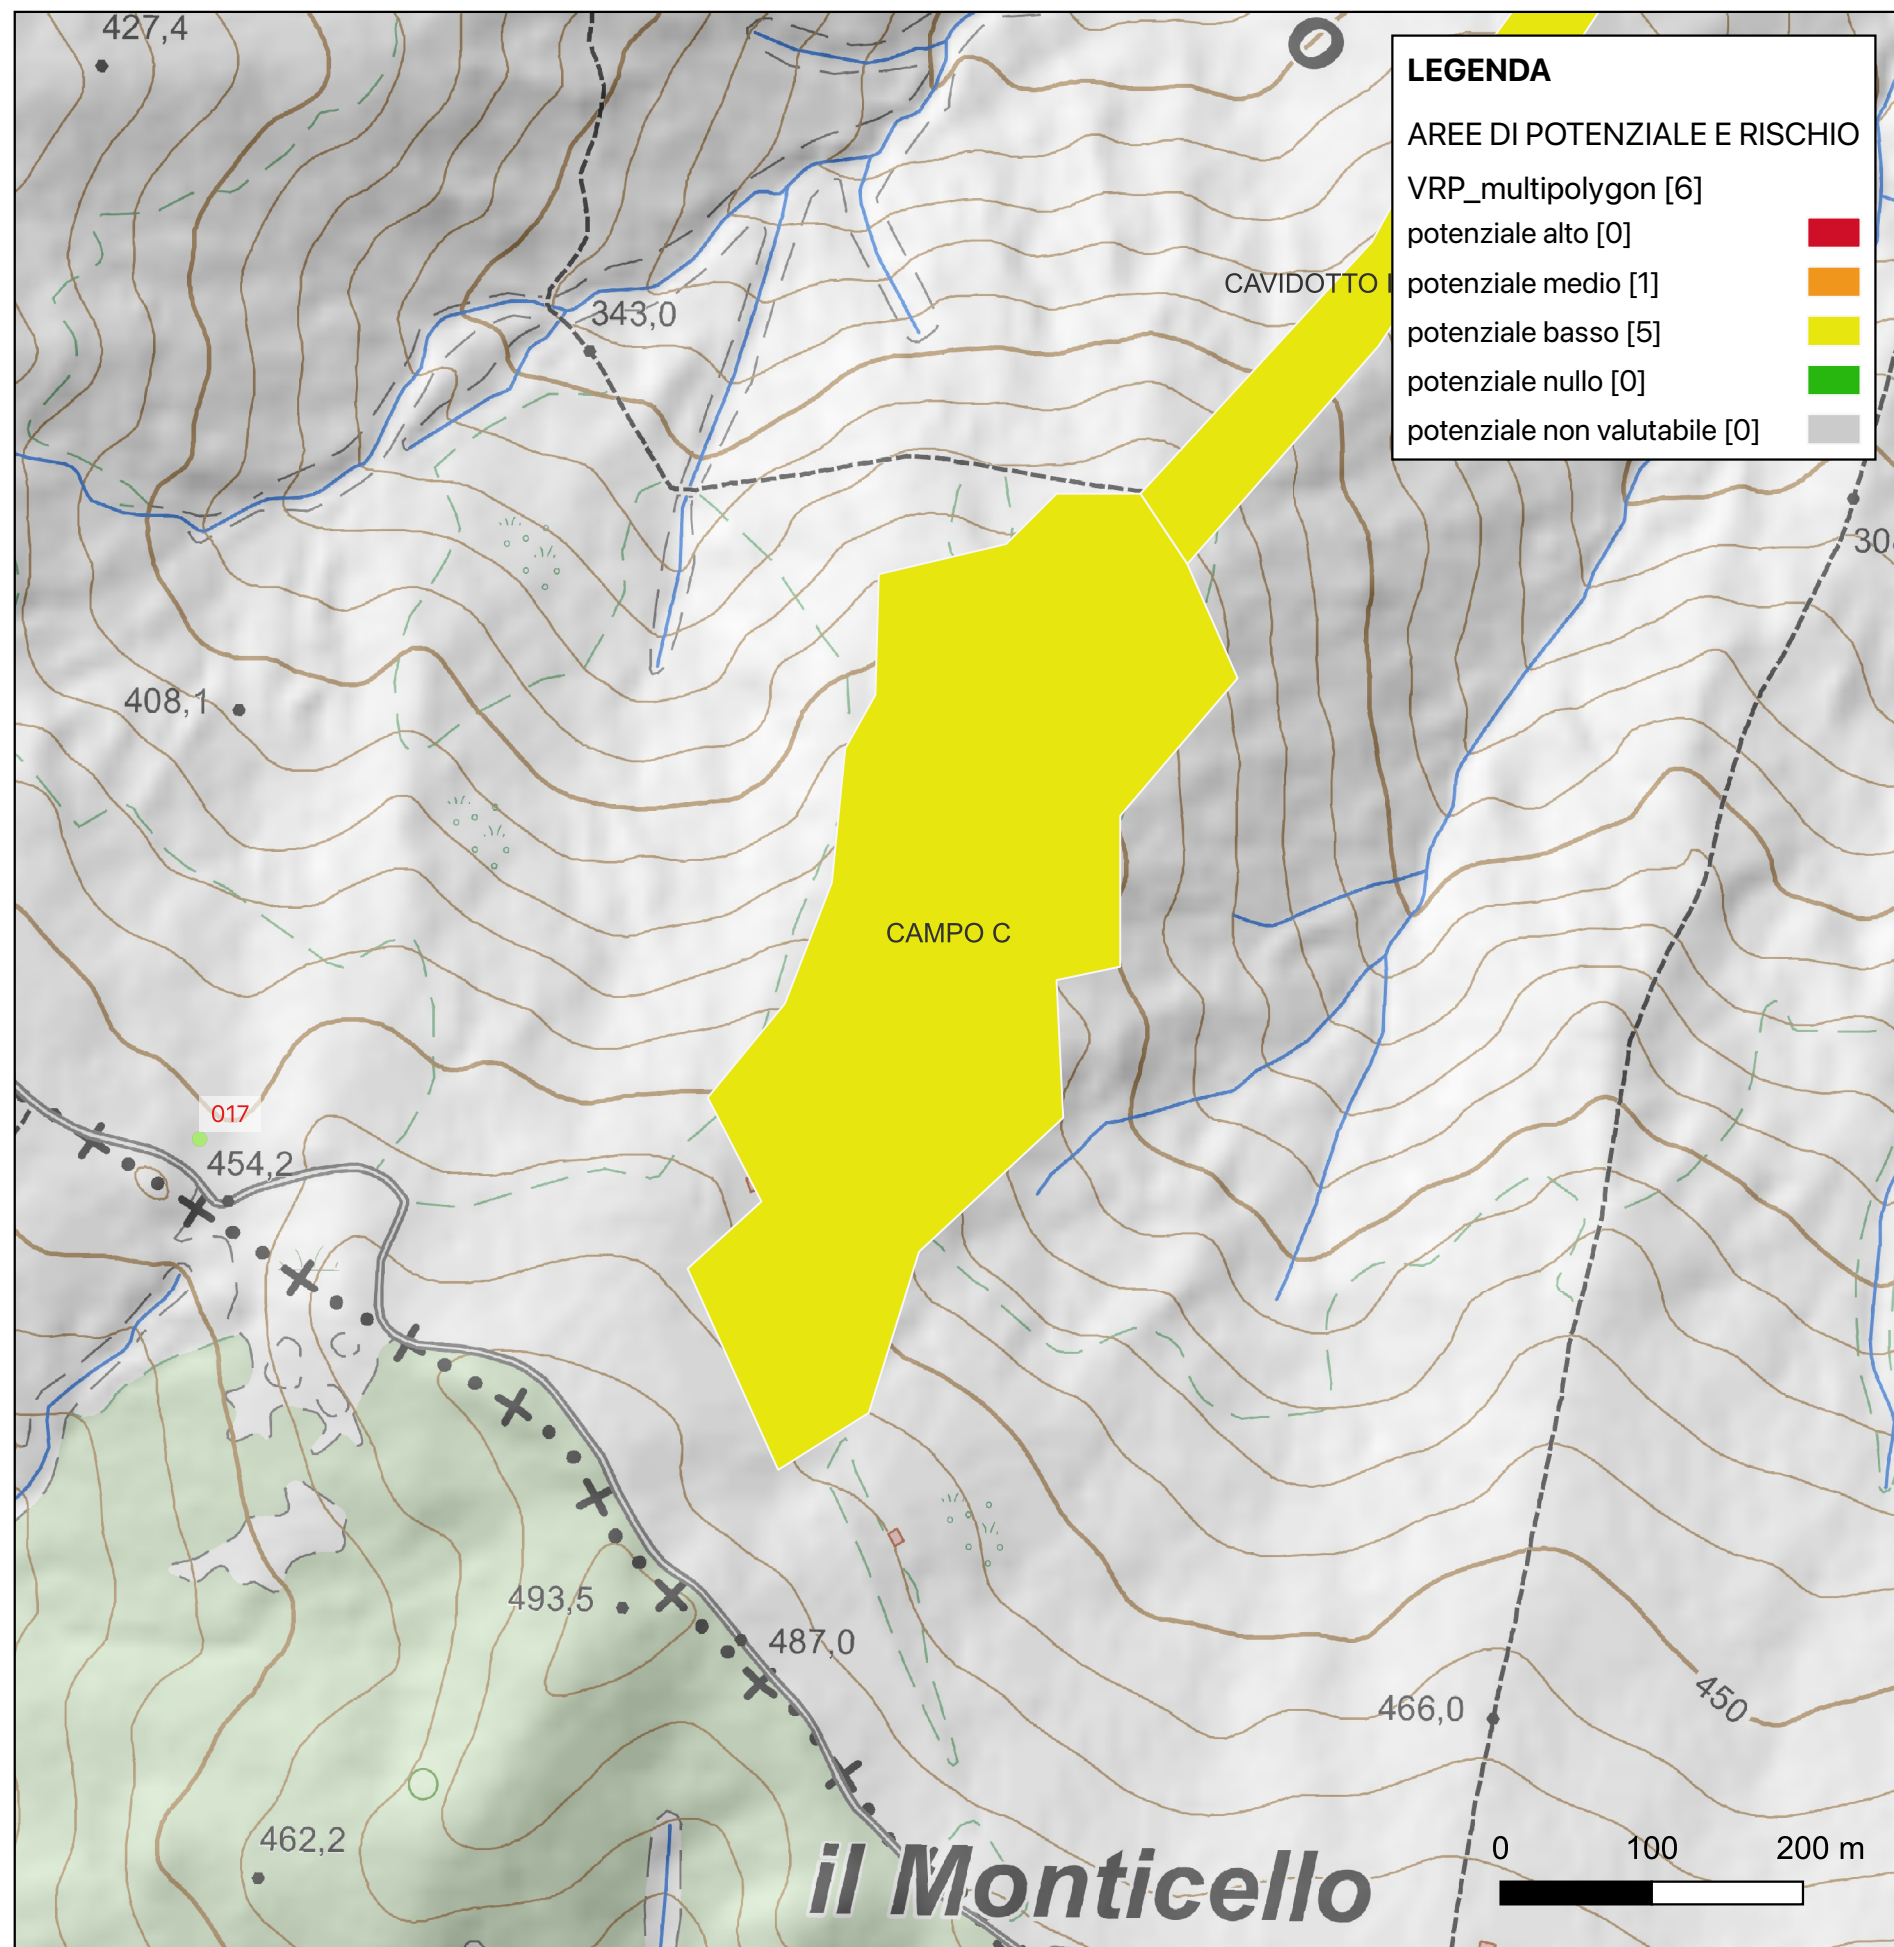 427,4
LEGENDA
AREE DI POTENZIALE E RISCHIO
VRP_multipolygon [6]
potenziale alto [0]
potenziale medio [1]
potenziale basso [5]
potenziale nullo [0]
potenziale non valutabile [0]
CAVIDOTTO
343,0
408,1
CAMPO C
017
454,2
493,5
487,0
466,0
450
462,2
il Monticello
0 100 200 m